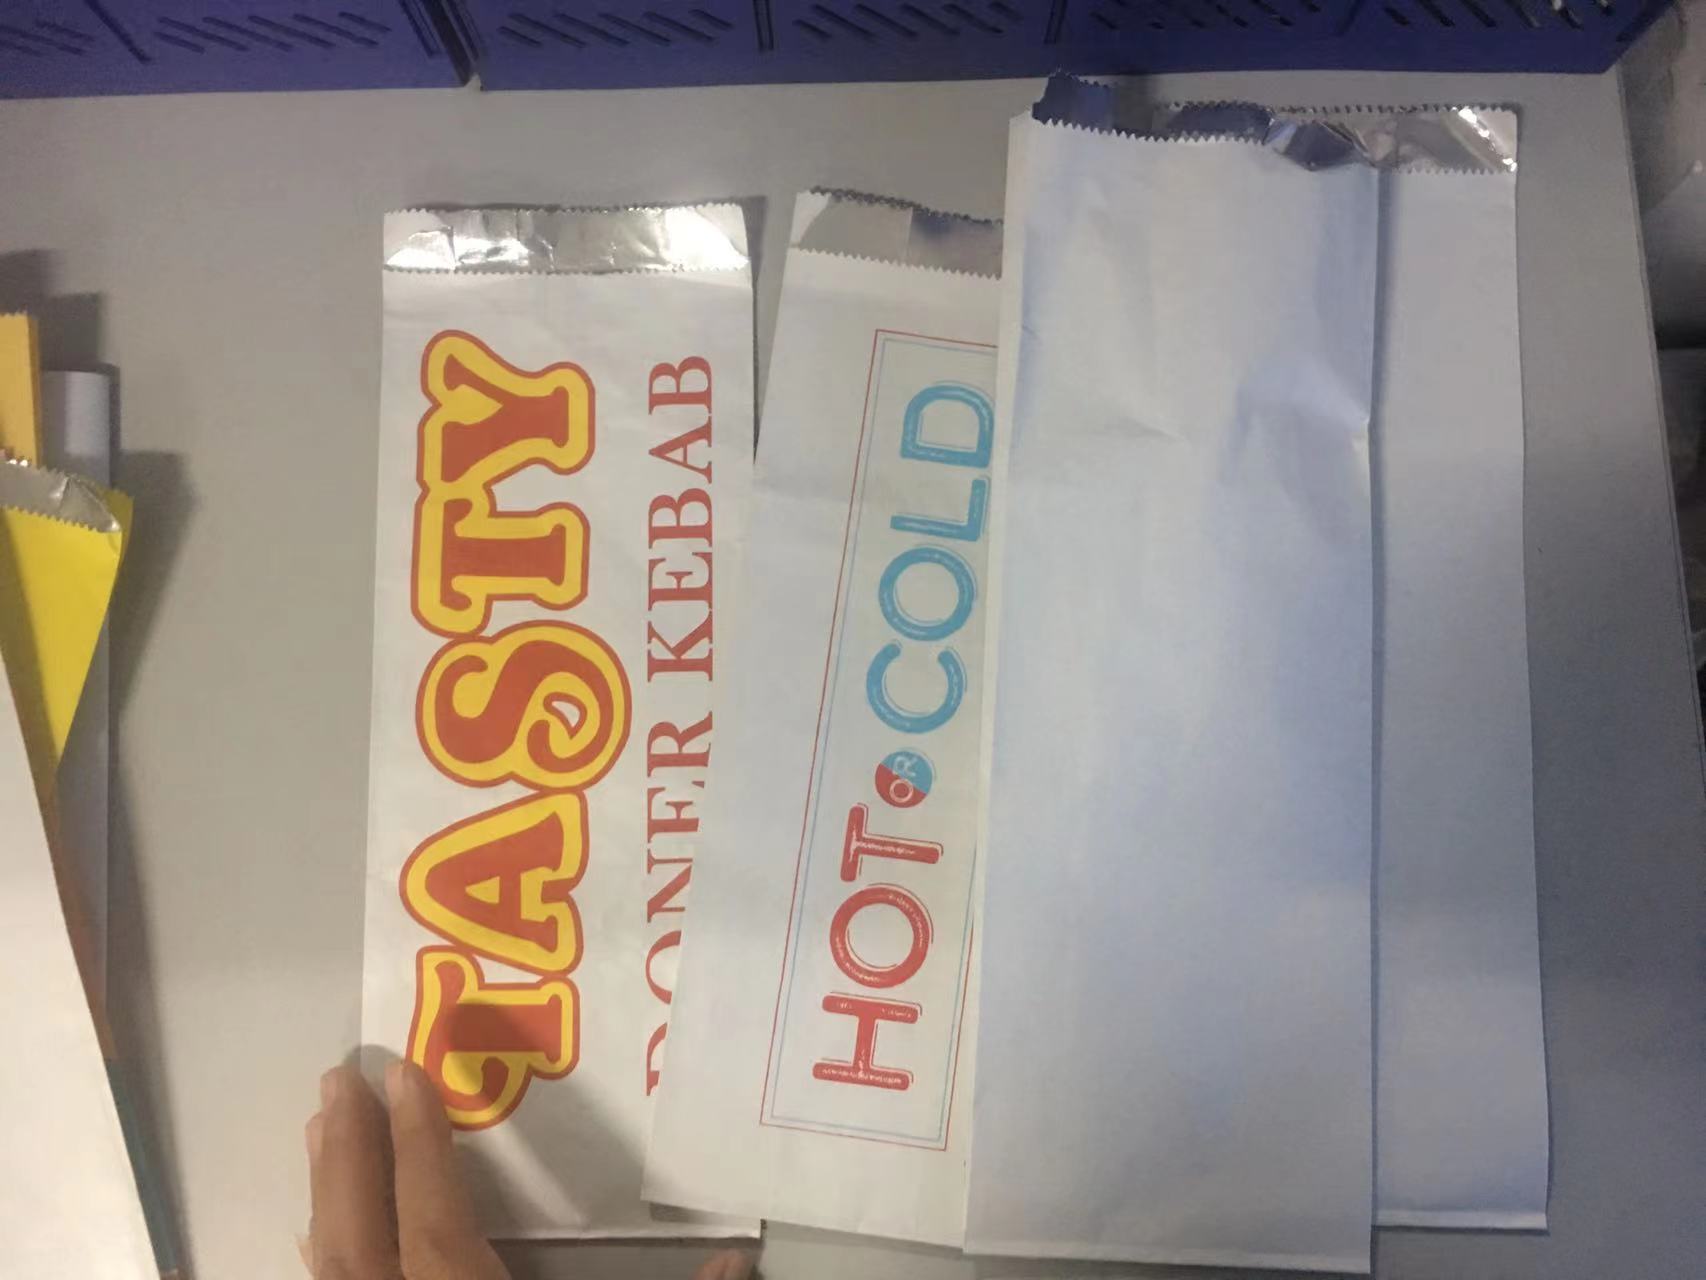 TASTY
DONER KEBAB
HOT OR COLD